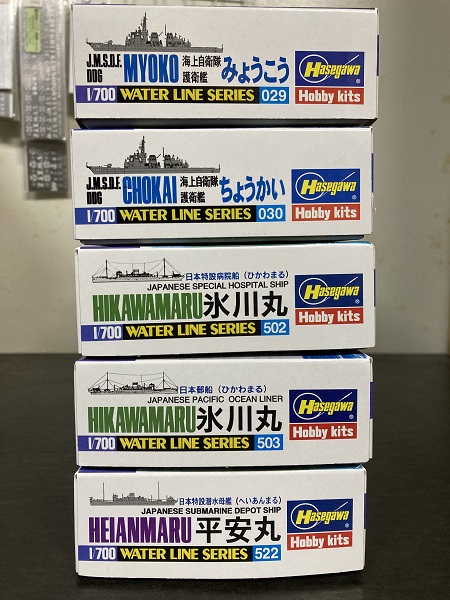 J.M.S.D.F. DDG MYOKO 海上自衛隊 護衛艦 みょうこう
1/700 WATER LINE SERIES 029
Hasegawa
Hobby kits
J.M.S.D.F. DDG CHOKAI 海上自衛隊 護衛艦 ちょうかい
1/700 WATER LINE SERIES 030
Hasegawa
Hobby kits
日本特設病院船 (ひかわまる)
JAPANESE SPECIAL HOSPITAL SHIP
HIKAWAMARU 氷川丸
1/700 WATER LINE SERIES 502
Hasegawa
Hobby kits
日本郵船 (ひかわまる)
JAPANESE PACIFIC OCEAN LINER
HIKAWAMARU 氷川丸
1/700 WATER LINE SERIES 503
Hasegawa
Hobby kits
日本特設潜水母艦 (へいあんまる)
JAPANESE SUBMARINE DEPOT SHIP
HEIANMARU 平安丸
1/700 WATER LINE SERIES 522
Hasegawa
Hobby kits